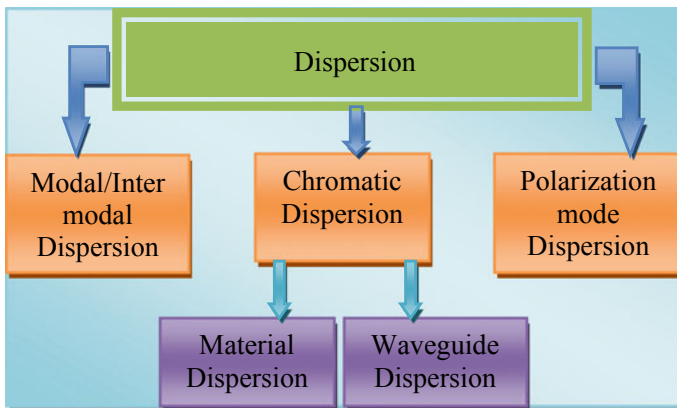 Dispersion
Modal/Inter
modal
Dispersion
Chromatic
Dispersion
Polarization
mode
Dispersion
Material
Dispersion
Waveguide
Dispersion